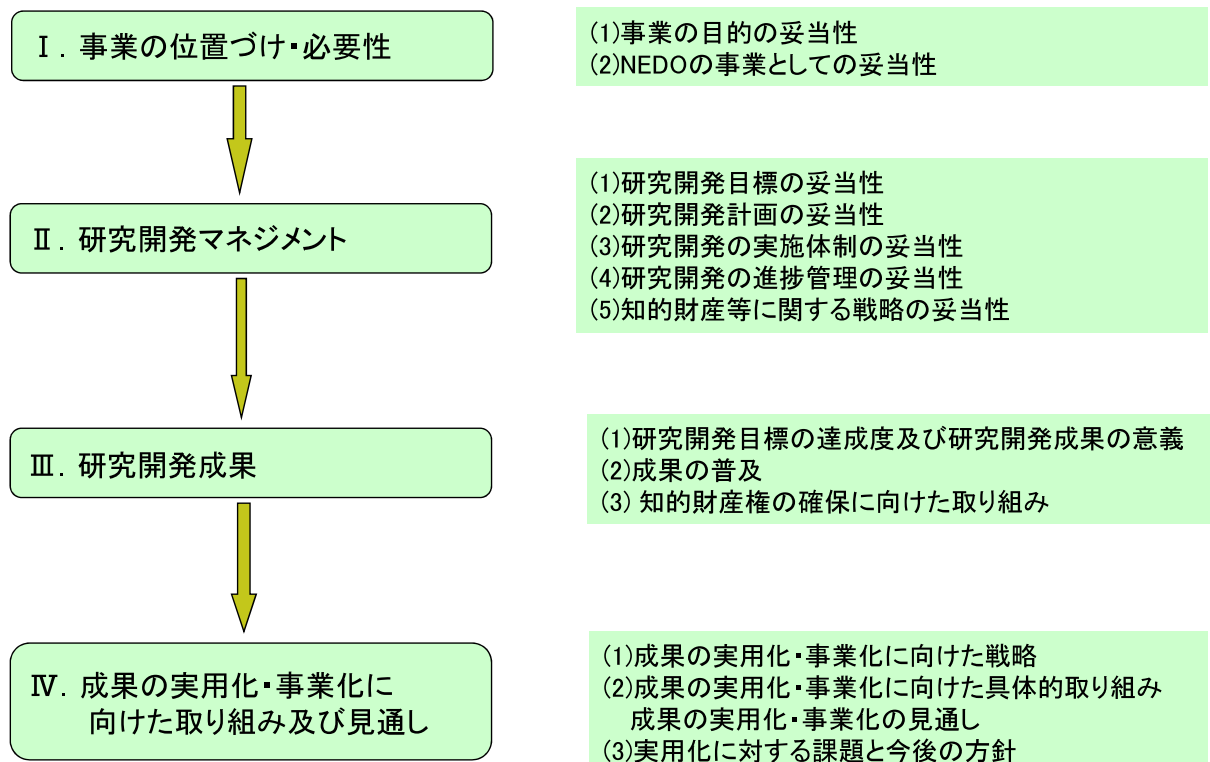 Ⅰ. 事業の位置づけ・必要性
(1)事業の目的の妥当性
(2)NEDOの事業としての妥当性
Ⅱ. 研究開発マネジメント
(1)研究開発目標の妥当性
(2)研究開発計画の妥当性
(3)研究開発の実施体制の妥当性
(4)研究開発の進捗管理の妥当性
(5)知的財産等に関する戦略の妥当性
Ⅲ. 研究開発成果
(1)研究開発目標の達成度及び研究開発成果の意義
(2)成果の普及
(3) 知的財産権の確保に向けた取り組み
Ⅳ. 成果の実用化・事業化に
向けた取り組み及び見通し
(1)成果の実用化・事業化に向けた戦略
(2)成果の実用化・事業化に向けた具体的取り組み
成果の実用化・事業化の見通し
(3)実用化に対する課題と今後の方針